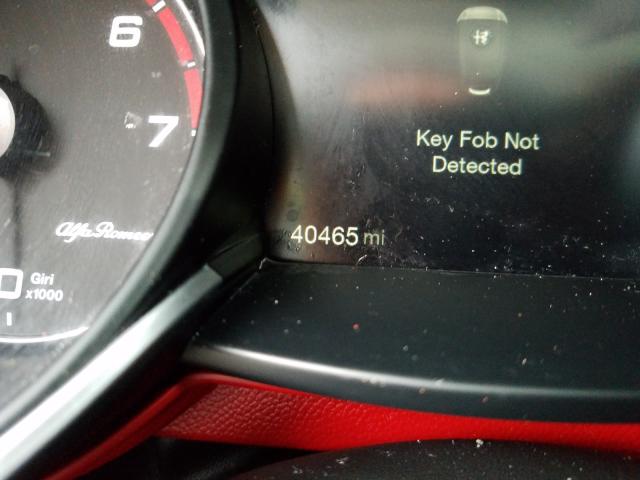 6
7
Alfa Romeo
Giri
x1000
Key Fob Not
Detected
40465 mi